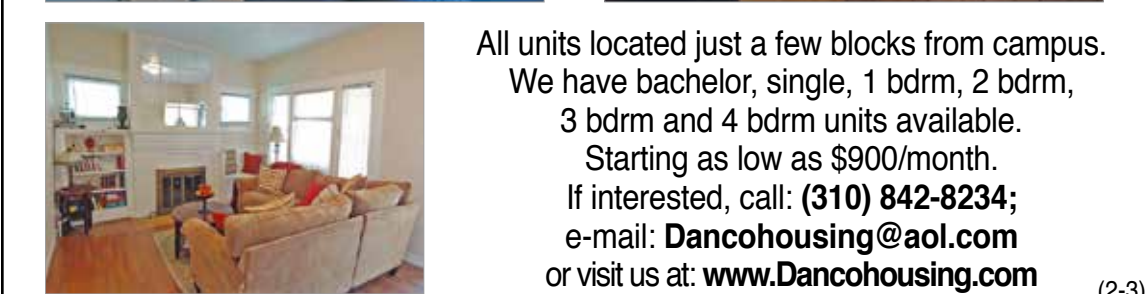 All units located just a few blocks from campus.
We have bachelor, single, 1 bdrm, 2 bdrm,
3 bdrm and 4 bdrm units available.
Starting as low as $900/month.
If interested, call: (310) 842-8234;
e-mail: Dancohousing@aol.com
or visit us at: www.Dancohousing.com
(2-3)